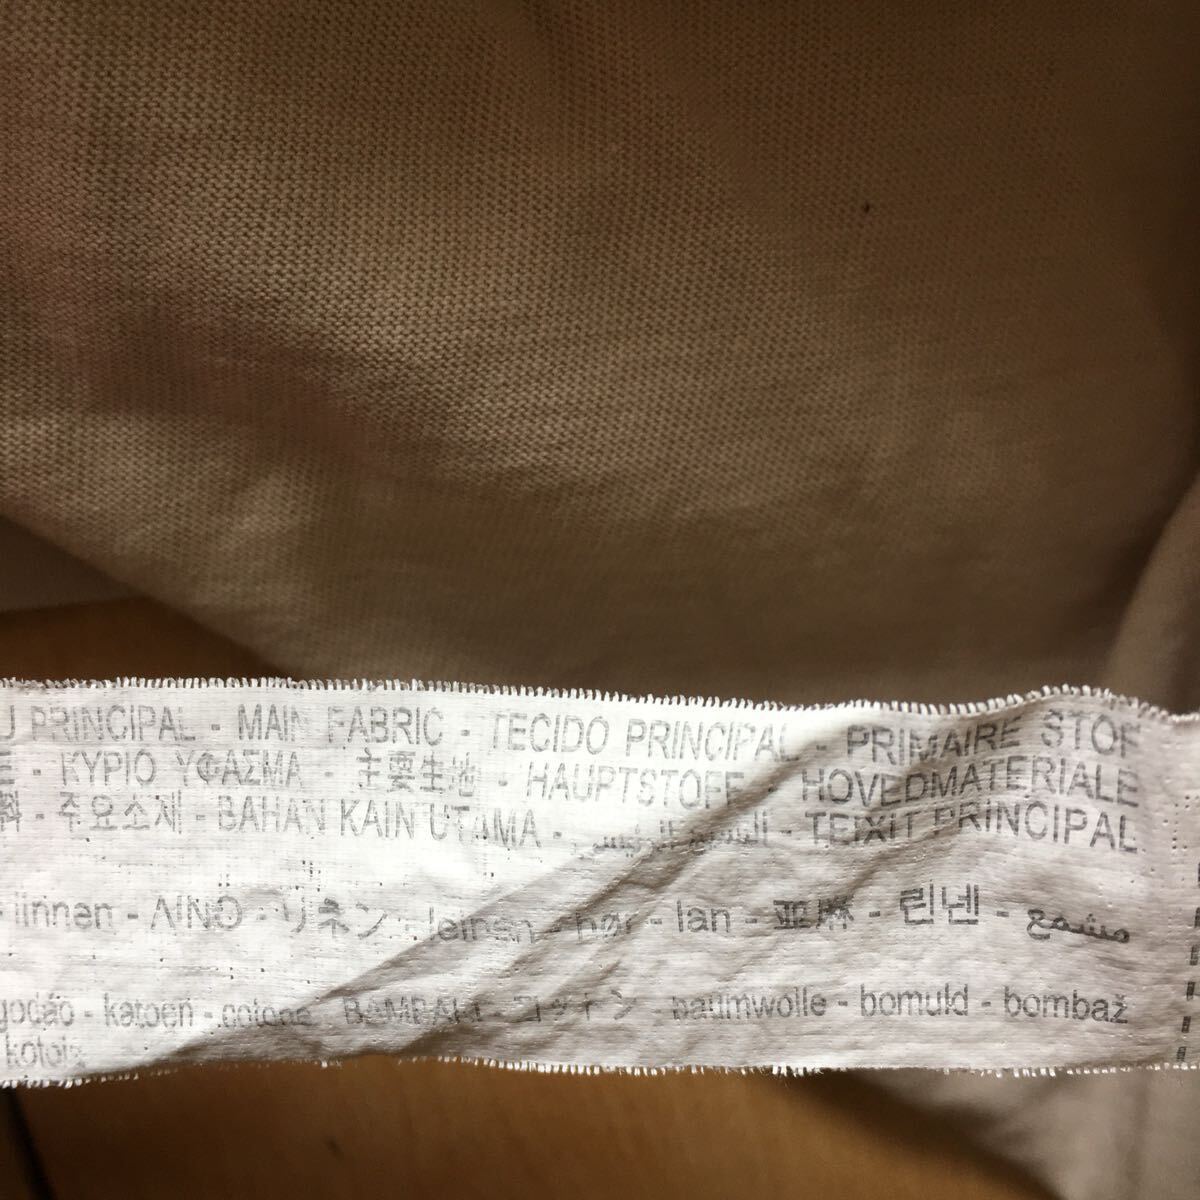 PRINCIPAL - MAIN FABRIC - TECIDO PRINCIPAL - PRIMAIRE STOF
- ΚΥΡΙΟ ΥΦΑΣΜΑ - 主要生地 - HAUPTSTOFF - HOVEDMATERIALE
- 주요소재 - BAHAN KAIN UTAMA - - TEIXIT PRINCIPAL
linnen - ΛΙΝΟ - リネン - leinen - hør - lan - 亚麻 - 린넨 - مشمع
- katoen - cotone - BAMBAKI - コットン - baumwolle - bomuld - bombaž